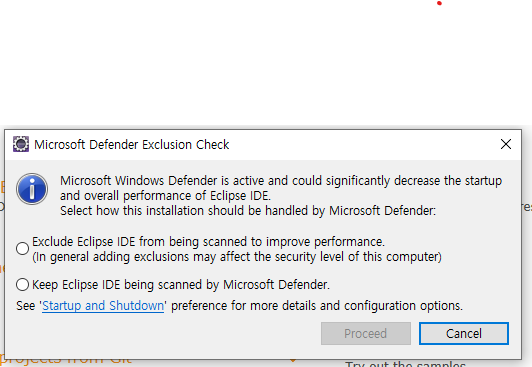 Microsoft Defender Exclusion Check
Microsoft Windows Defender is active and could significantly decrease the startup
and overall performance of Eclipse IDE.
Select how this installation should be handled by Microsoft Defender:
Exclude Eclipse IDE from being scanned to improve performance.
(In general adding exclusions may affect the security level of this computer)
Keep Eclipse IDE being scanned by Microsoft Defender.
See 'Startup and Shutdown' preference for more details and configuration options.
Proceed
Cancel
projects from Git
Try out the samples